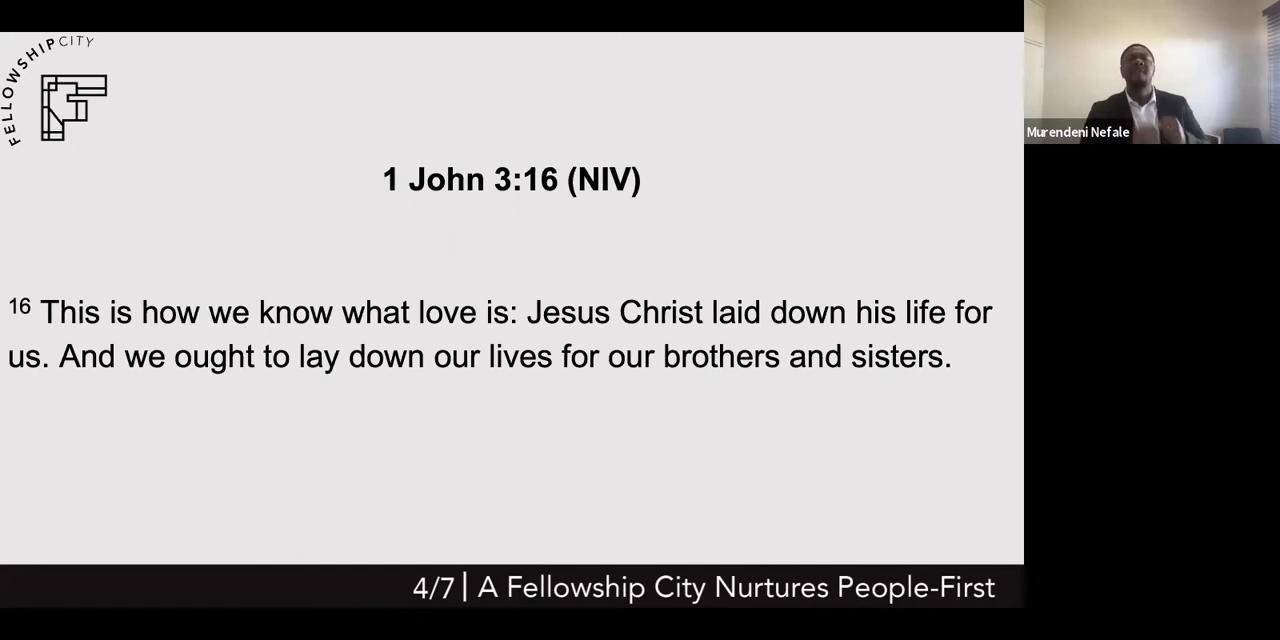 FELLOWSHIPCITY
Murendeni Nefale
1 John 3:16 (NIV)
16 This is how we know what love is: Jesus Christ laid down his life for
us. And we ought to lay down our lives for our brothers and sisters.
4/7| A Fellowship City Nurtures People-First